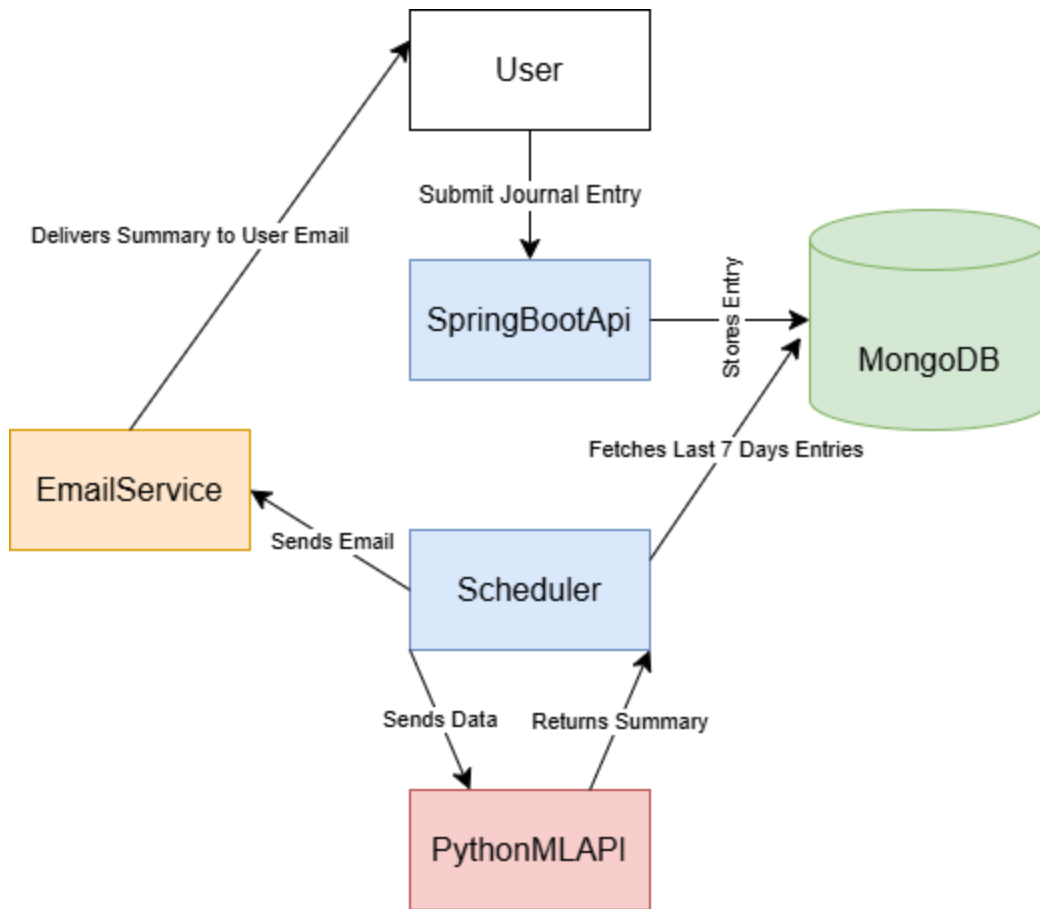 User
Submit Journal Entry
Delivers Summary to User Email
SpringBootApi
Stores Entry
MongoDB
Fetches Last 7 Days Entries
EmailService
Sends Email
Scheduler
Sends Data
Returns Summary
PythonMLAPI